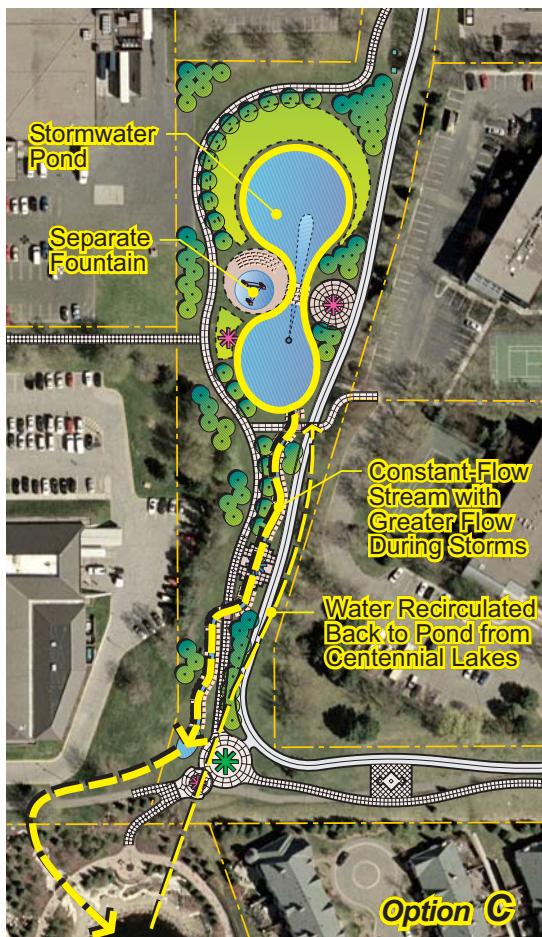 Stormwater
Pond
Separate
Fountain
Constant-Flow
Stream with
Greater Flow
During Storms
Water Recirculated
Back to Pond from
Centennial Lakes
Option C